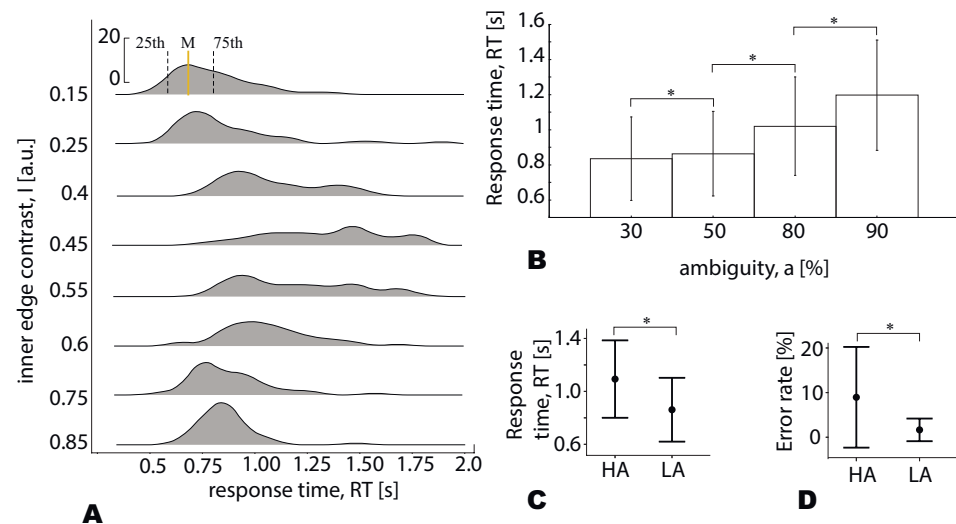 20
0
25th
M
75th
0.15
0.25
0.4
0.45
0.55
0.6
0.75
0.85
inner edge contrast, I [a.u.]
0.5 0.75 1.00 1.25 1.25 1.75 2.0
response time, RT [s]
A
Response time, RT [s]
1.6
1.4
1.2
1
0.8
0.6
*
*
*
30 50 80 90
ambiguity, a [%]
B
Response
time, RT [s]
1.4
1.0
0.6
*
HA LA
C
Error rate [%]
20
10
0
*
HA LA
D